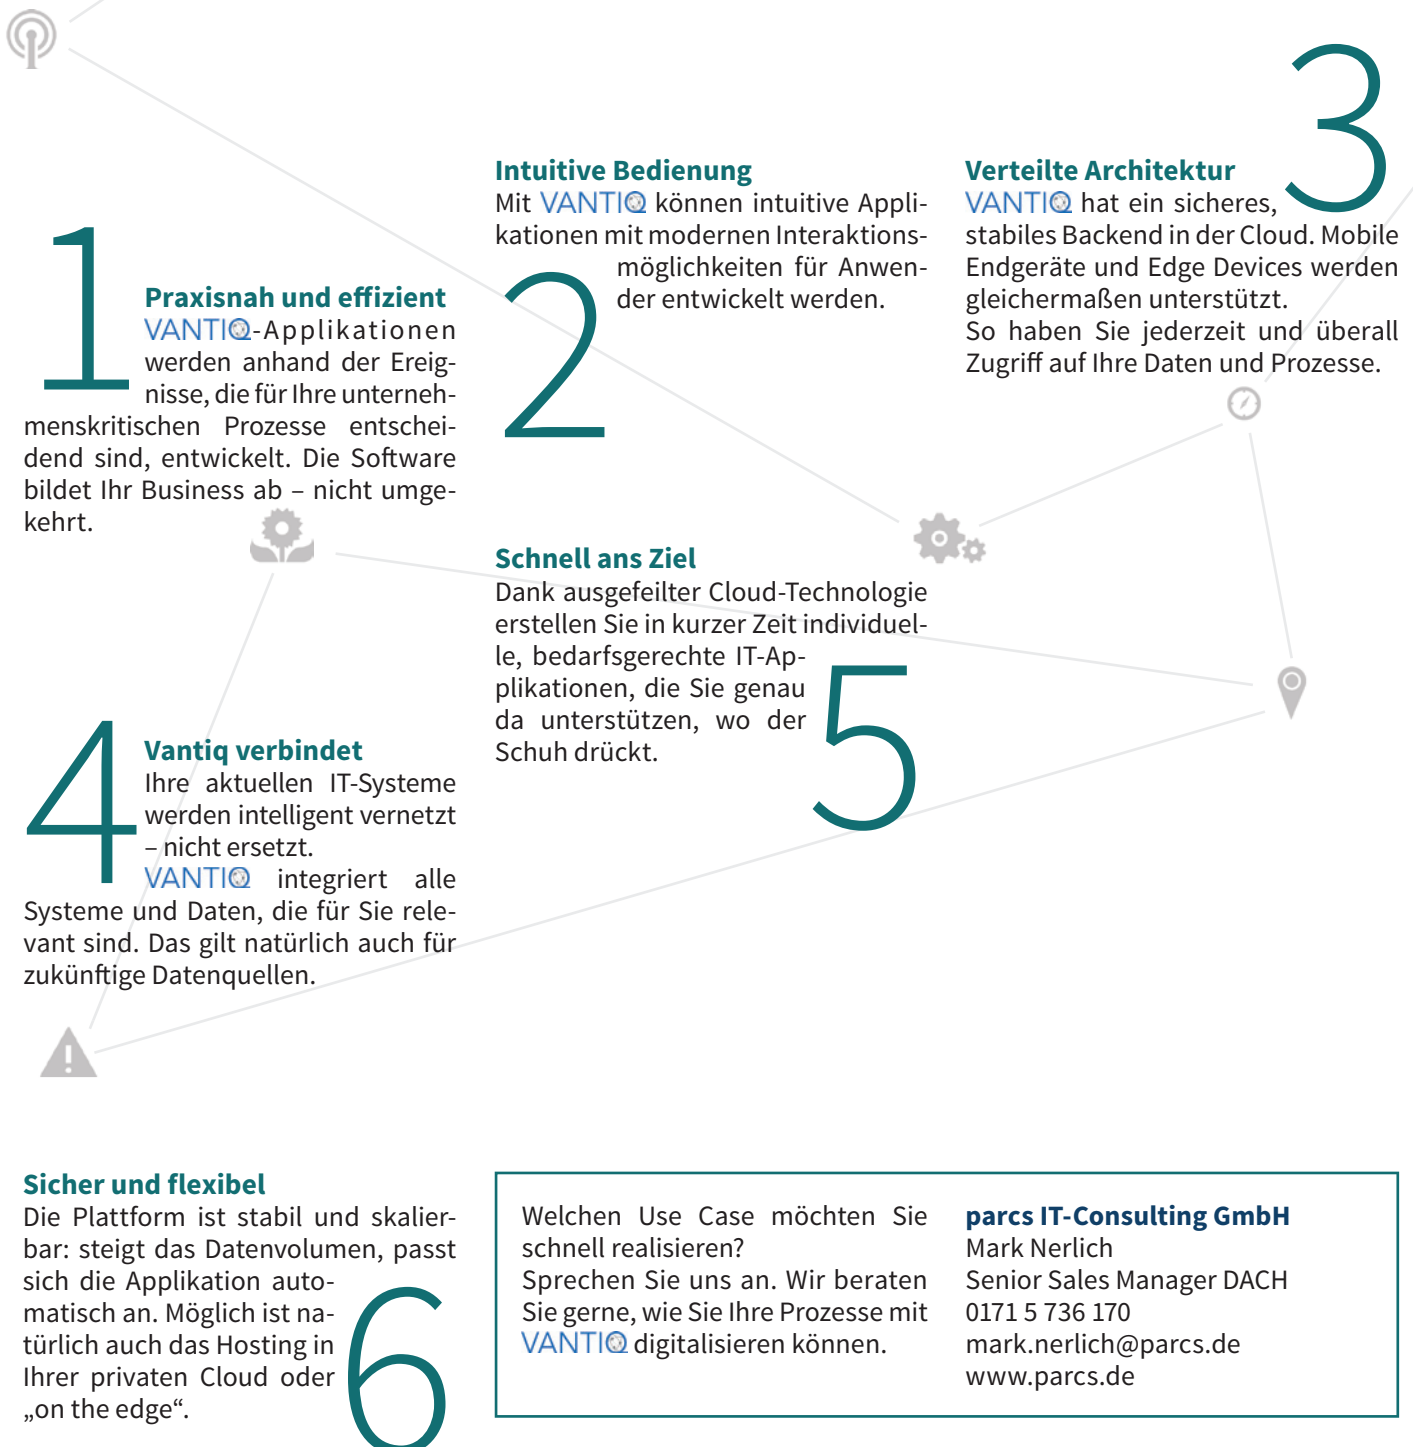 1
Praxisnah und effizient
VANTIQ-Applikationen
werden anhand der Ereig-
nisse, die für Ihre unterneh-
menskritischen Prozesse entschei-
dend sind, entwickelt. Die Software
bildet Ihr Business ab – nicht umge-
kehrt.
2
Intuitive Bedienung
Mit VANTIQ können intuitive Appli-
kationen mit modernen Interaktions-
möglichkeiten für Anwen-
der entwickelt werden.
3
Verteilte Architektur
VANTIQ hat ein sicheres,
stabiles Backend in der Cloud. Mobile
Endgeräte und Edge Devices werden
gleichermaßen unterstützt.
So haben Sie jederzeit und überall
Zugriff auf Ihre Daten und Prozesse.
4
Vantiq verbindet
Ihre aktuellen IT-Systeme
werden intelligent vernetzt
– nicht ersetzt.
VANTIQ integriert alle
Systeme und Daten, die für Sie rele-
vant sind. Das gilt natürlich auch für
zukünftige Datenquellen.
5
Schnell ans Ziel
Dank ausgefeilter Cloud-Technologie
erstellen Sie in kurzer Zeit individuel-
le, bedarfsgerechte IT-Ap-
plikationen, die Sie genau
da unterstützen, wo der
Schuh drückt.
6
Sicher und flexibel
Die Plattform ist stabil und skalier-
bar: steigt das Datenvolumen, passt
sich die Applikation auto-
matisch an. Möglich ist na-
türlich auch das Hosting in
Ihrer privaten Cloud oder
„on the edge“.
Welchen Use Case möchten Sie
schnell realisieren?
Sprechen Sie uns an. Wir beraten
Sie gerne, wie Sie Ihre Prozesse mit
VANTIQ digitalisieren können.
parcs IT-Consulting GmbH
Mark Nerlich
Senior Sales Manager DACH
0171 5 736 170
mark.nerlich@parcs.de
www.parcs.de